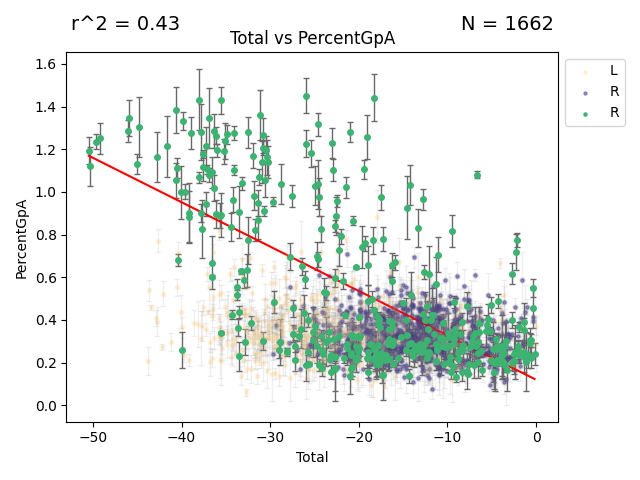 r^2 = 0.43
N = 1662
Total vs PercentGpA
L
R
R
PercentGpA
1.6
1.4
1.2
1.0
0.8
0.6
0.4
0.2
0.0
−50
−40
−30
−20
−10
0
Total